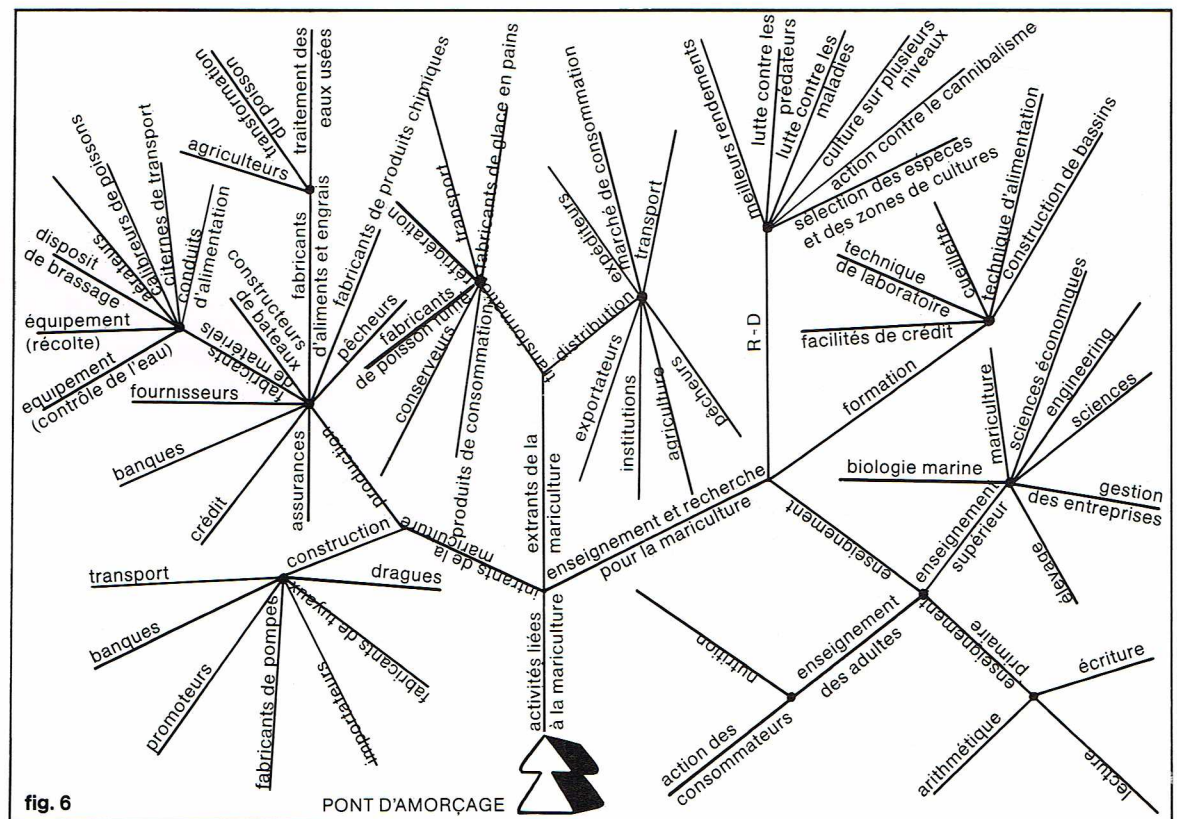 transformation
du poisson
traitement des
eaux usées
agriculteurs
fabricants
d'aliments et engrais
calibreurs de poissons
citernes de transport
conduits
d'alimentation
aérateurs
disposit
de brassage
équipement
(récolte)
equipement
(contrôle de l'eau)
fabricants
de matériels
constructeurs
de bateaux
fournisseurs
banques
crédit
assurances
fabricants de produits chimiques
pêcheurs
production
transport
fabricants de glace en pains
réfrigération
fabricants
de poisson fumé
conserveurs
produits de consommation
transformation
expéditeurs
marché de consommation
transport
distribution
exportateurs
institutions
agriculture
pêcheurs
extrants de la
mariculture
meilleurs rendements
lutte contre les
prédateurs
lutte contre les
maladies
culture sur plusieurs
niveaux
action contre le cannibalisme
sélection des espèces
et des zones de cultures
R-D
cueillette
technique d'alimentation
construction de bassins
technique
de laboratoire
facilités de crédit
formation
mariculture
sciences économiques
engineering
sciences
biologie marine
gestion
des entreprises
élevage
enseignement
supérieur
enseignement et recherche
pour la mariculture
enseignement
construction
intrants de la
mariculture
transport
dragues
banques
promoteurs
fabricants de pompes
importateurs
fabricants de tuyaux
nutrition
enseignement
des adultes
action des
consommateurs
enseignement
primaire
écriture
arithmétique
lecture
activités liées
à la mariculture
fig. 6
PONT D'AMORÇAGE